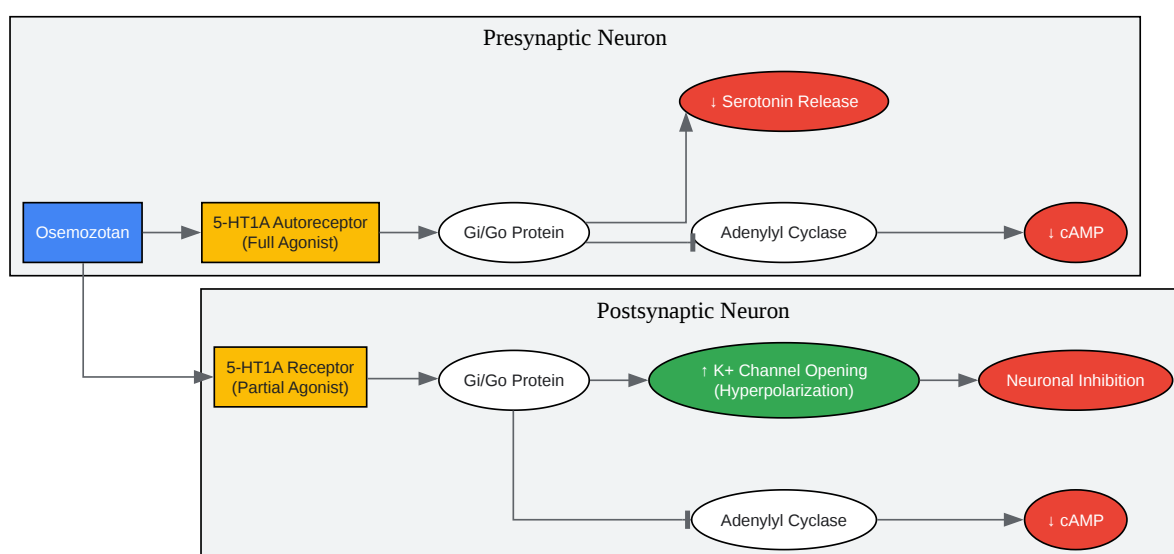 Presynaptic Neuron
↓ Serotonin Release
Osemozotan
5-HT1A Autoreceptor
(Full Agonist)
Gi/Go Protein
Adenylyl Cyclase
↓ cAMP
Postsynaptic Neuron
5-HT1A Receptor
(Partial Agonist)
Gi/Go Protein
↑ K+ Channel Opening
(Hyperpolarization)
Neuronal Inhibition
Adenylyl Cyclase
↓ cAMP